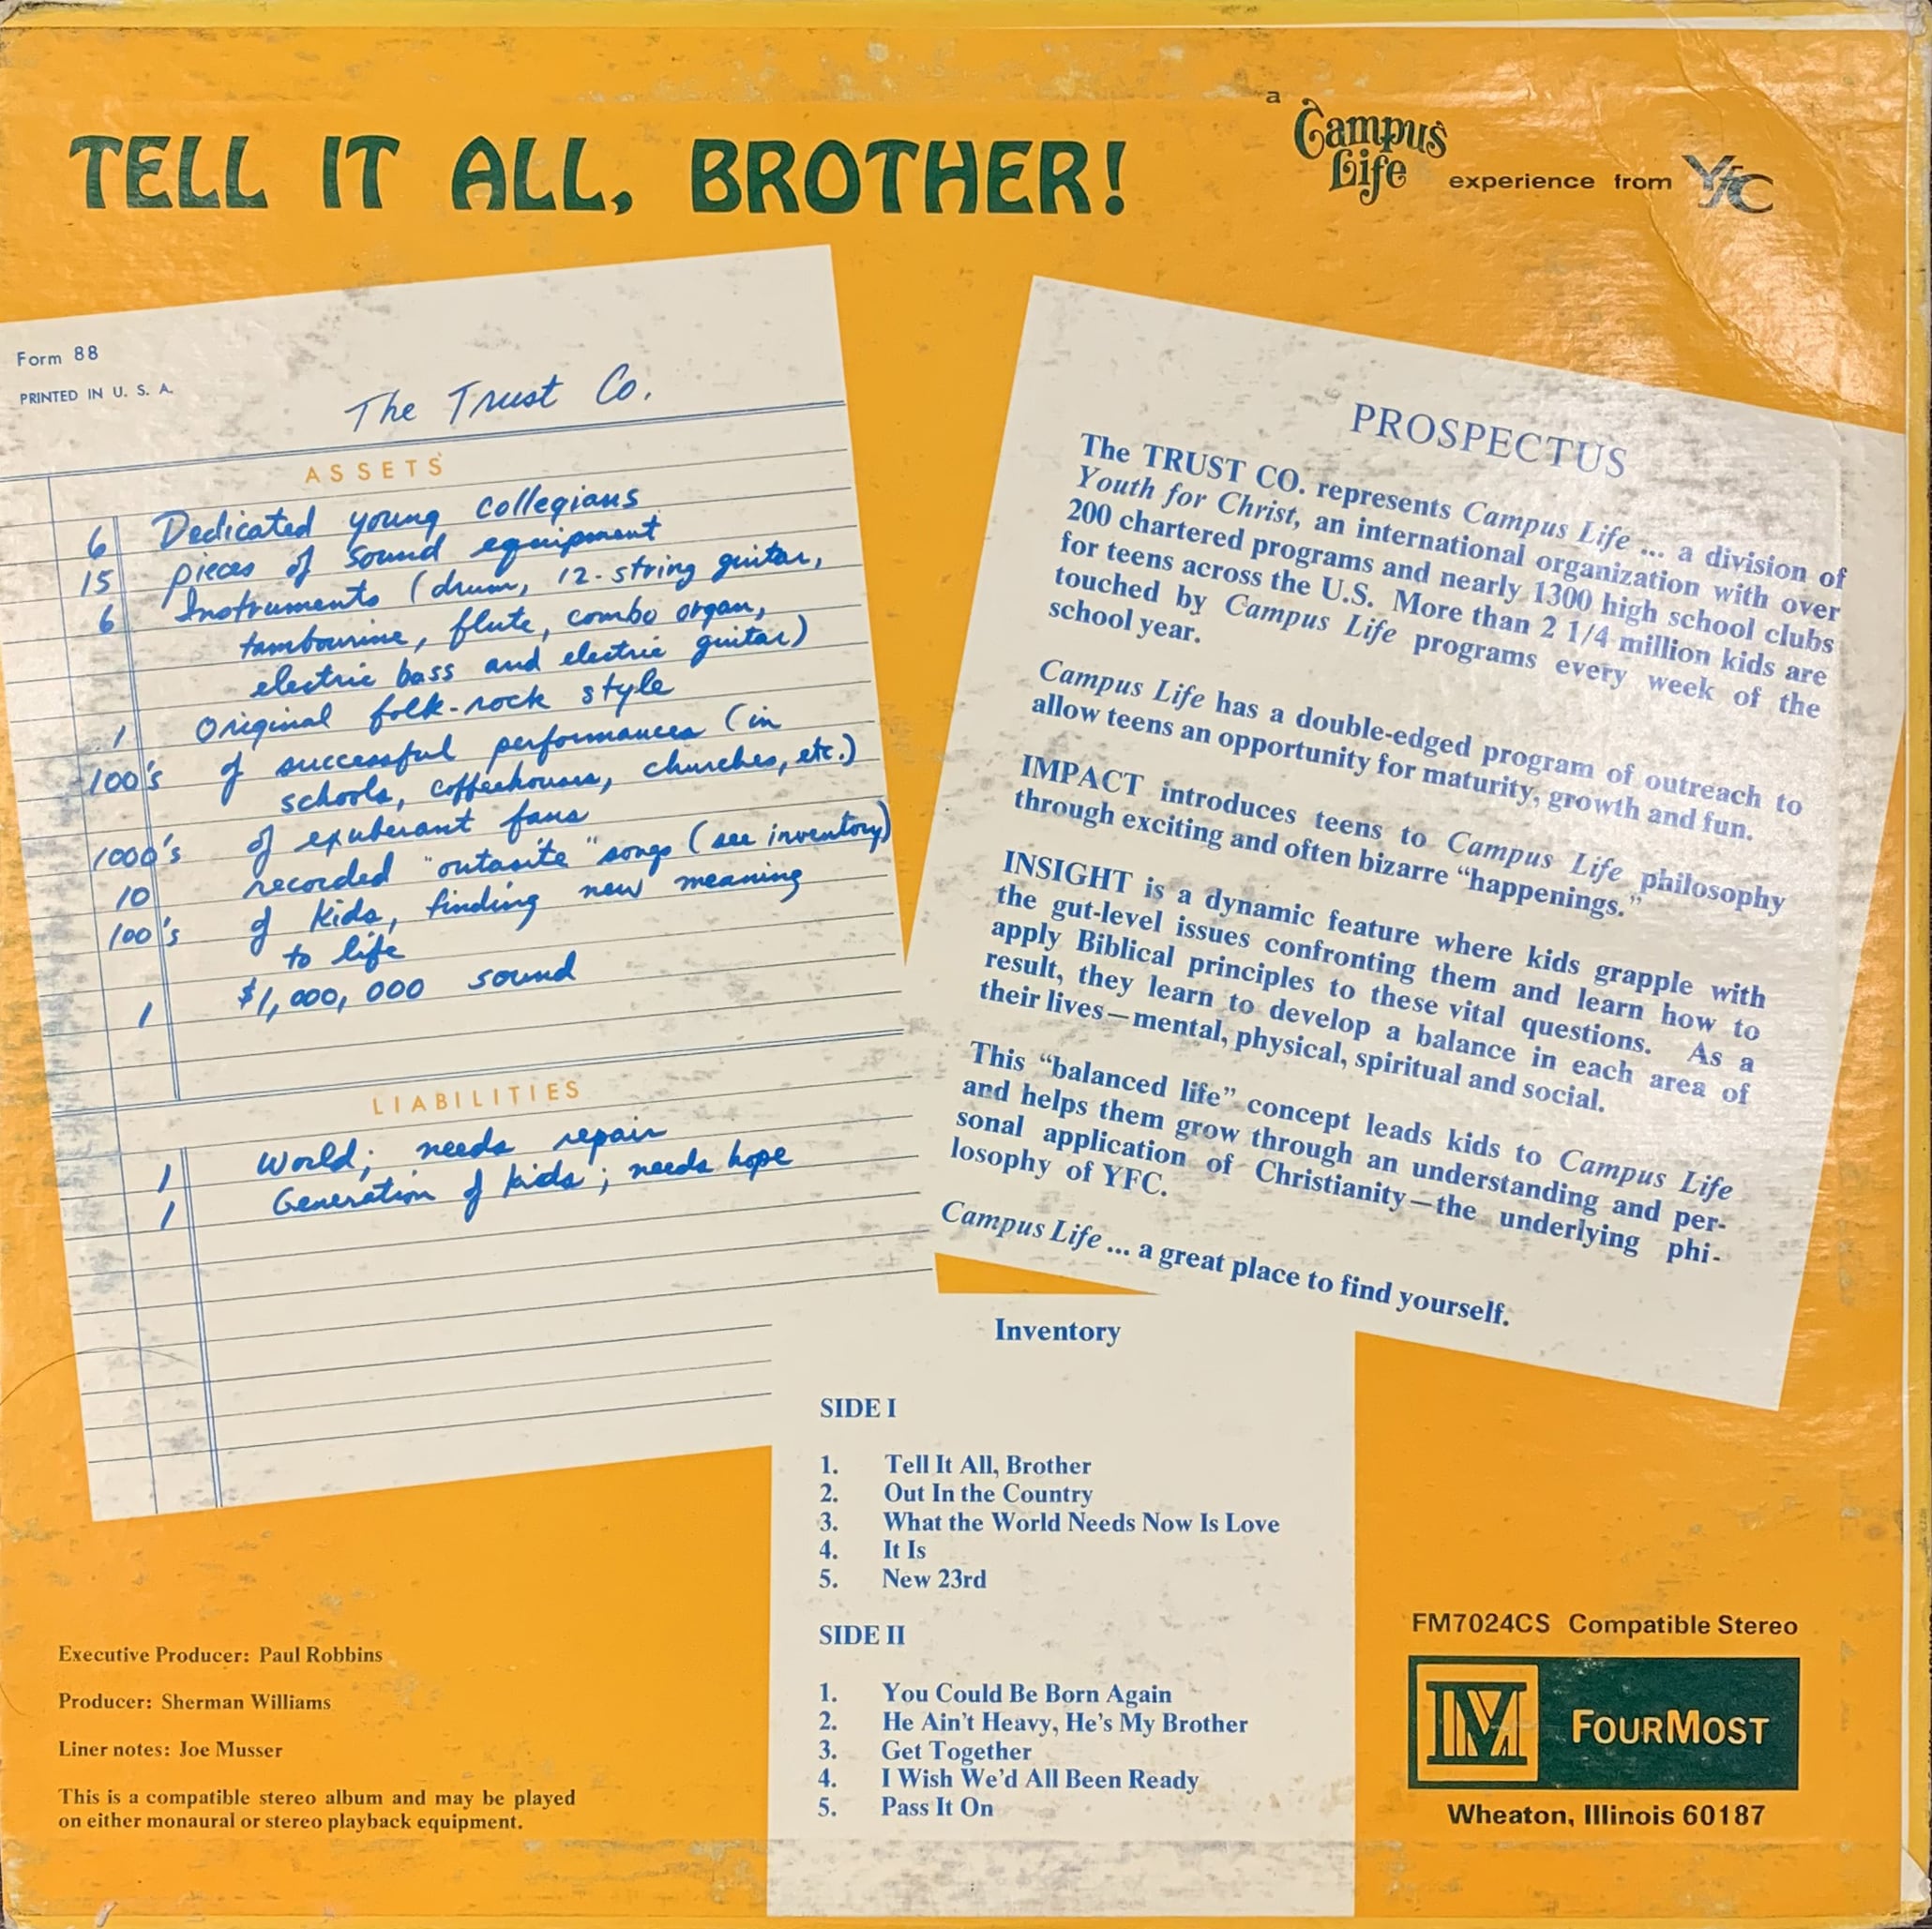 TELL IT ALL, BROTHER!
a Campus Life experience from YFC
Form 88
PRINTED IN U. S. A.
The Trust Co.
ASSETS
6 Dedicated young collegians
15 pieces of sound equipment
6 Instruments (drum, 12-string guitar,
tambourine, flute, combo organ,
electric bass and electric guitar)
1 Original folk-rock style
100's of successful performances (in
schools, coffeehouses, churches, etc.)
1000's of exuberant fans
10 recorded "outasite" songs (see inventory)
100's of kids, finding new meaning
to life
1 $1,000,000 sound
LIABILITIES
1 World; needs repair
1 Generation of kids; needs hope
PROSPECTUS
The TRUST CO. represents Campus Life ... a division of
Youth for Christ, an international organization with over
200 chartered programs and nearly 1300 high school clubs
for teens across the U.S. More than 2 1/4 million kids are
touched by Campus Life programs every week of the
school year.
Campus Life has a double-edged program of outreach to
allow teens an opportunity for maturity, growth and fun.
IMPACT introduces teens to Campus Life philosophy
through exciting and often bizarre “happenings.”
INSIGHT is a dynamic feature where kids grapple with
the gut-level issues confronting them and learn how to
apply Biblical principles to these vital questions. As a
result, they learn to develop a balance in each area of
their lives—mental, physical, spiritual and social.
This “balanced life” concept leads kids to Campus Life
and helps them grow through an understanding and per-
sonal application of Christianity—the underlying phi-
losophy of YFC.
Campus Life ... a great place to find yourself.
Inventory
SIDE I
1. Tell It All, Brother
2. Out In the Country
3. What the World Needs Now Is Love
4. It Is
5. New 23rd
SIDE II
1. You Could Be Born Again
2. He Ain't Heavy, He's My Brother
3. Get Together
4. I Wish We'd All Been Ready
5. Pass It On
Executive Producer: Paul Robbins
Producer: Sherman Williams
Liner notes: Joe Musser
This is a compatible stereo album and may be played
on either monaural or stereo playback equipment.
FM7024CS Compatible Stereo
IVM FOURMOST
Wheaton, Illinois 60187